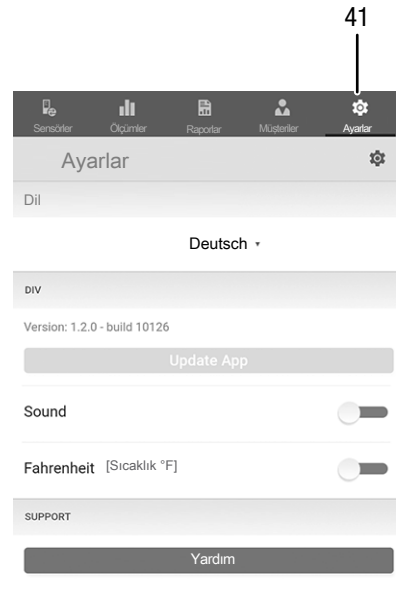 41
Sensörler Ölçümler Raporlar Müşteriler Ayarlar
Ayarlar
Dil
Deutsch
DIV
Version: 1.2.0 - build 10126
Update App
Sound
Fahrenheit [Sıcaklık °F]
SUPPORT
Yardım